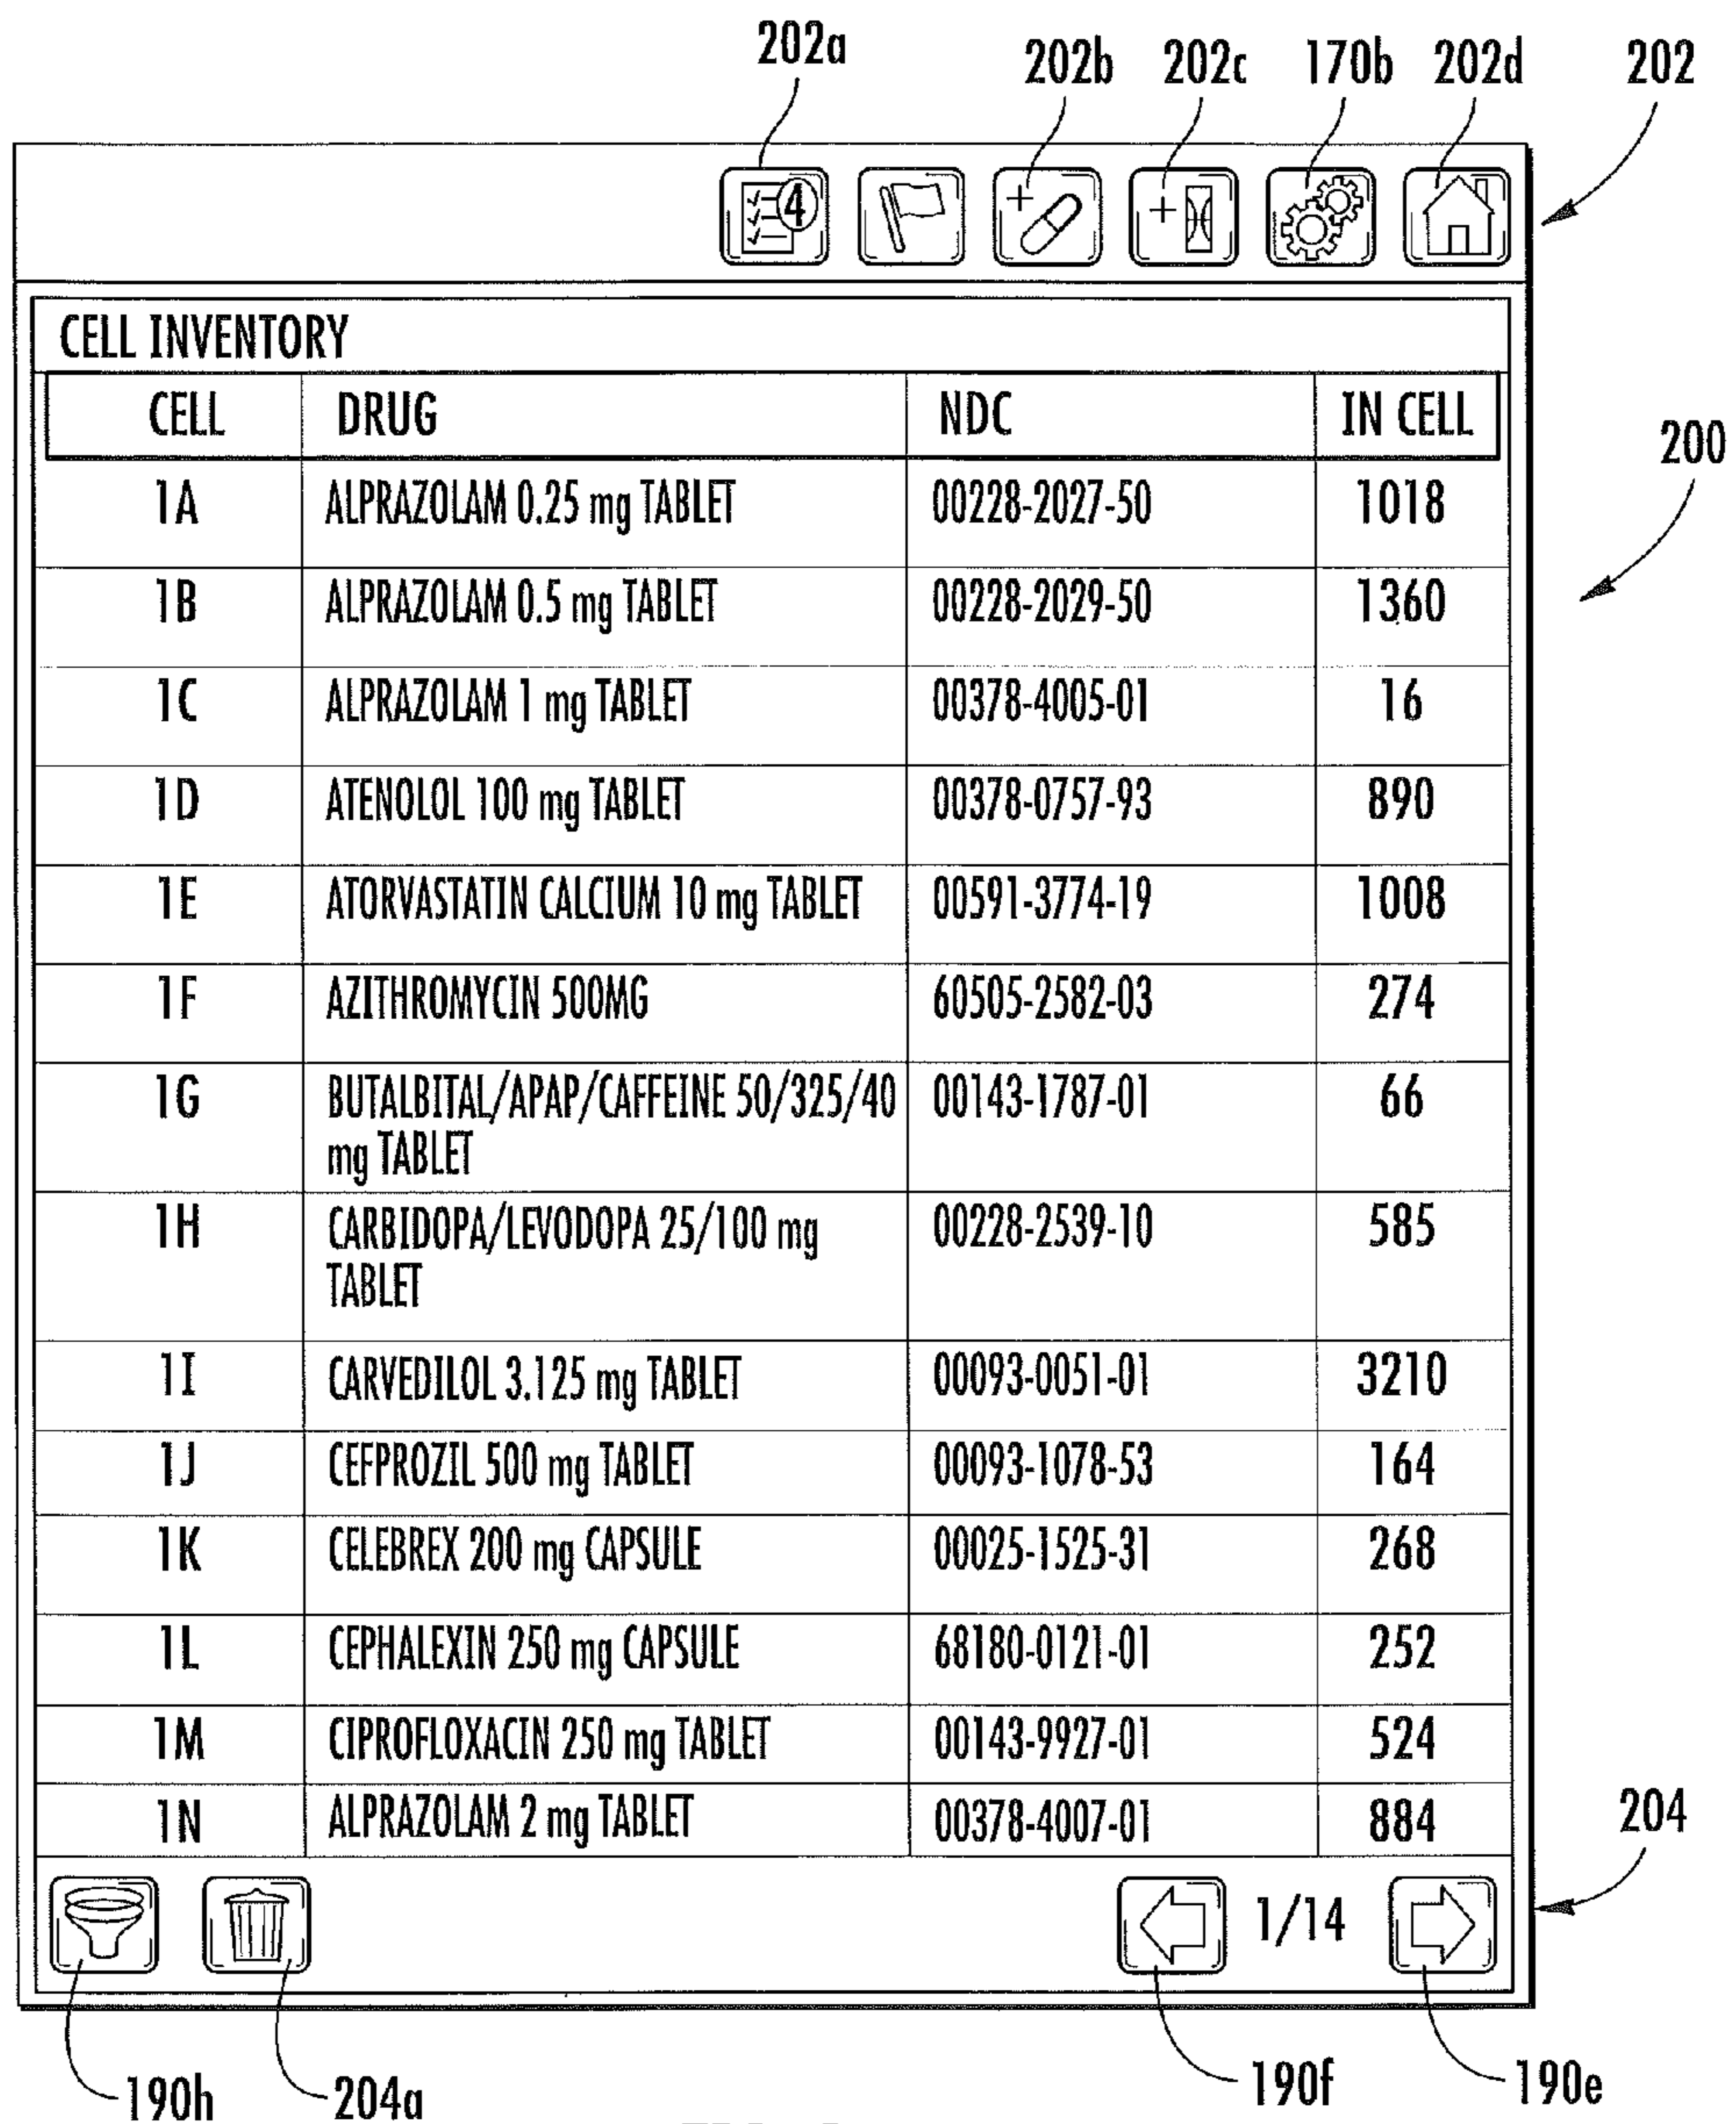 202a
202b 202c 170b 202d 202
4
CELL INVENTORY
CELL DRUG NDC IN CELL
200
1A ALPRAZOLAM 0.25 mg TABLET 00228-2027-50 1018
1B ALPRAZOLAM 0.5 mg TABLET 00228-2029-50 1360
1C ALPRAZOLAM 1 mg TABLET 00378-4005-01 16
1D ATENOLOL 100 mg TABLET 00378-0757-93 890
1E ATORVASTATIN CALCIUM 10 mg TABLET 00591-3774-19 1008
1F AZITHROMYCIN 500MG 60505-2582-03 274
1G BUTALBITAL/APAP/CAFFEINE 50/325/40 00143-1787-01 66
mg TABLET
1H CARBIDOPA/LEVODOPA 25/100 mg 00228-2539-10 585
TABLET
1I CARVEDILOL 3.125 mg TABLET 00093-0051-01 3210
1J CEFPROZIL 500 mg TABLET 00093-1078-53 164
1K CELEBREX 200 mg CAPSULE 00025-1525-31 268
1L CEPHALEXIN 250 mg CAPSULE 68180-0121-01 252
1M CIPROFLOXACIN 250 mg TABLET 00143-9927-01 524
1N ALPRAZOLAM 2 mg TABLET 00378-4007-01 884
204
1/14
190h 204a 190f 190e